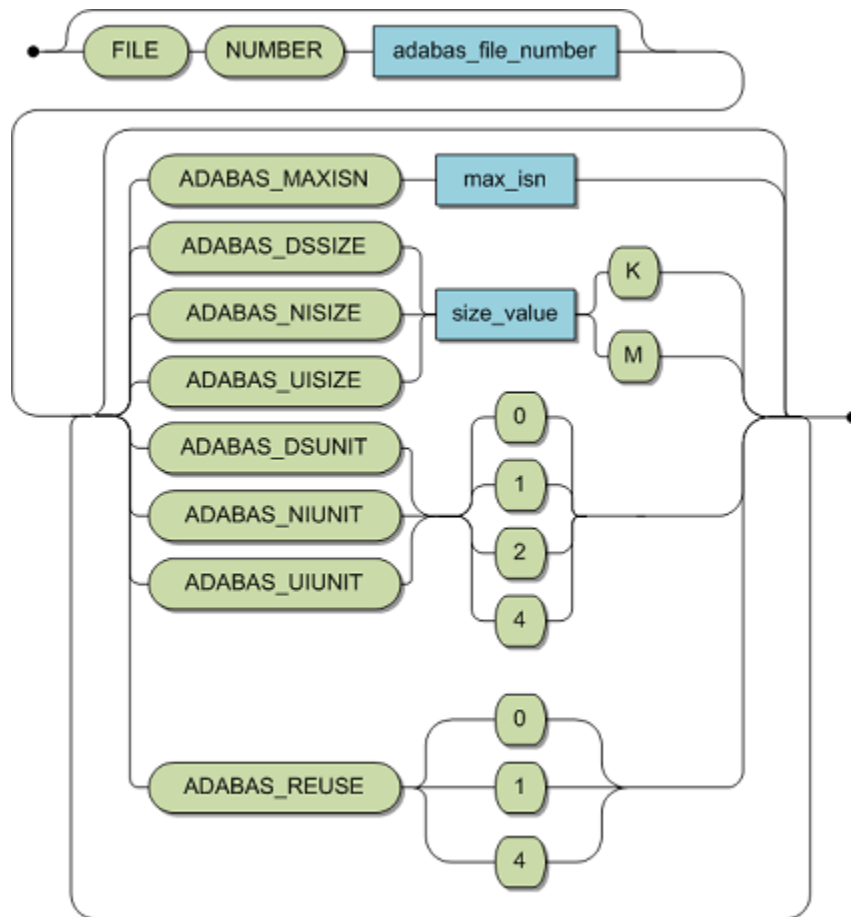 FILE NUMBER adabas_file_number
ADABAS_MAXISN max_isn
ADABAS_DSSIZE
K
ADABAS_NISIZE size_value
M
ADABAS_UISIZE
0
ADABAS_DSUNIT
1
ADABAS_NIUNIT
2
ADABAS_UIUNIT
4
0
ADABAS_REUSE 1
4